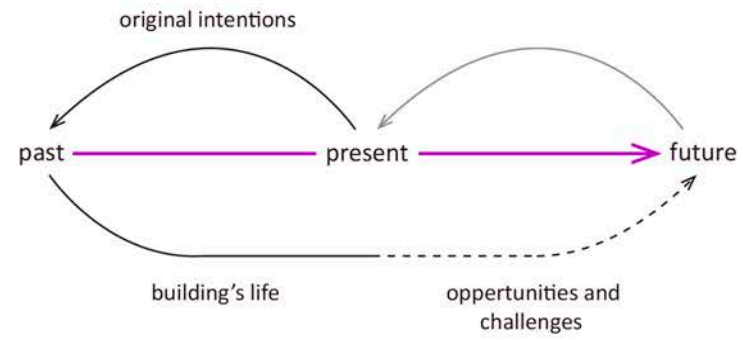 original intentions
past present future
building’s life
oppertunities and
challenges